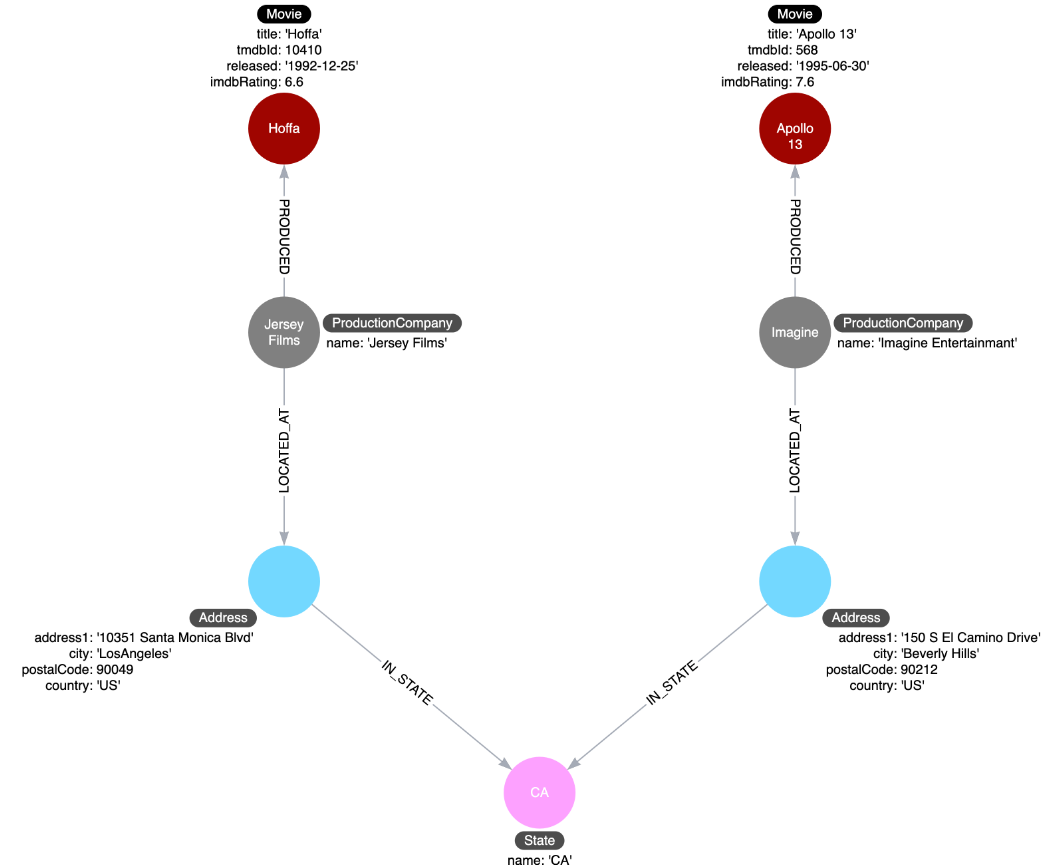 Movie
title: 'Hoffa'
tmdbId: 10410
released: '1992-12-25'
imdbRating: 6.6
Hoffa
Movie
title: 'Apollo 13'
tmdbId: 568
released: '1995-06-30'
imdbRating: 7.6
Apollo
13
PRODUCED
PRODUCED
Jersey
Films
ProductionCompany
name: 'Jersey Films'
Imagine
ProductionCompany
name: 'Imagine Entertainmant'
LOCATED_AT
LOCATED_AT
Address
address1: '10351 Santa Monica Blvd'
city: 'LosAngeles'
postalCode: 90049
country: 'US'
Address
address1: '150 S El Camino Drive'
city: 'Beverly Hills'
postalCode: 90212
country: 'US'
IN_STATE
IN_STATE
CA
State
name: 'CA'